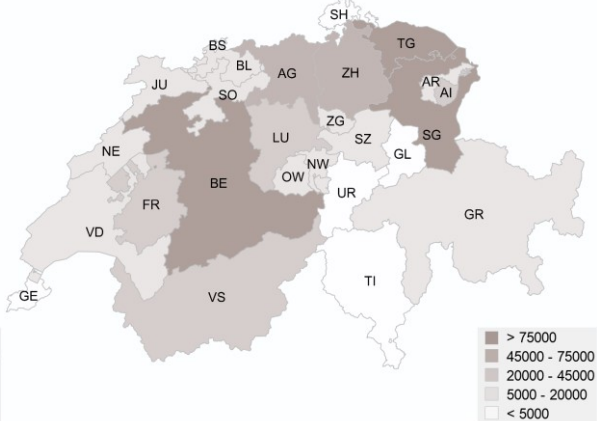 SH
BS
TG
BL
AG
ZH
JU
AR
AI
SO
ZG
LU
SZ
SG
NE
GL
NW
OW
BE
UR
FR
GR
VD
TI
GE
VS
> 75000
45000 - 75000
20000 - 45000
5000 - 20000
< 5000